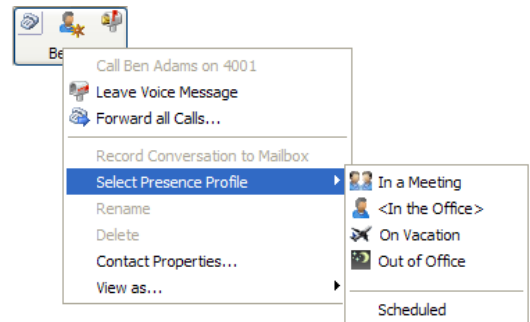 Be
Call Ben Adams on 4001
Leave Voice Message
Forward all Calls...
Record Conversation to Mailbox
Select Presence Profile
Rename
Delete
Contact Properties...
View as...
In a Meeting
<In the Office>
On Vacation
Out of Office
Scheduled